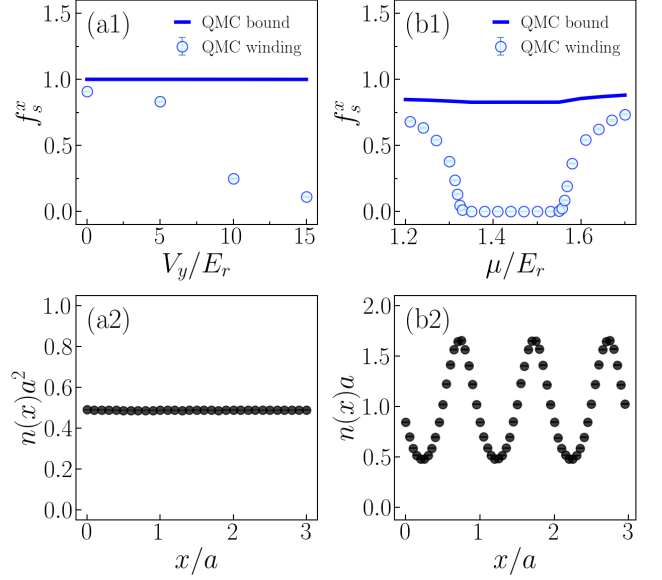 (a1)
QMC bound
QMC winding
f_s^x
1.5
1.0
0.5
0.0
0
5
10
15
V_y/E_r
(b1)
QMC bound
QMC winding
f_s^x
1.5
1.0
0.5
0.0
1.2
1.4
1.6
μ/E_r
(a2)
n(x)a²
1.0
0.8
0.6
0.4
0.2
0.0
0
1
2
3
x/a
(b2)
n(x)a
2.0
1.5
1.0
0.5
0.0
0
1
2
3
x/a